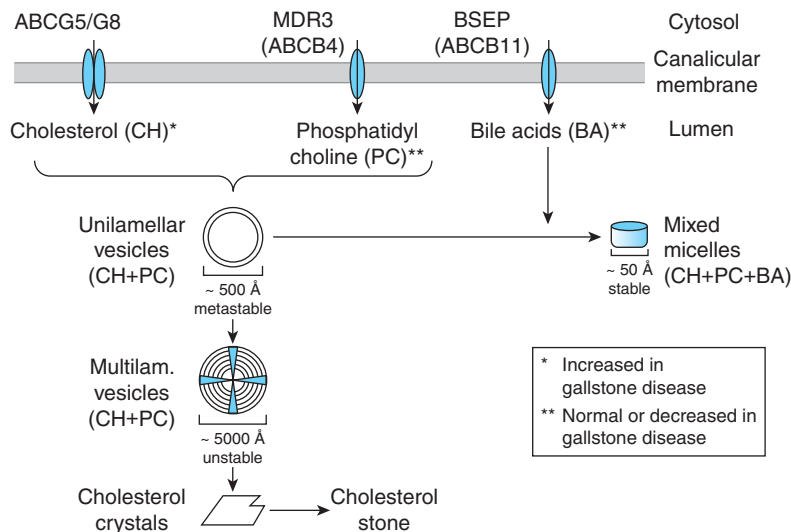 ABCG5/G8
MDR3
(ABCB4)
BSEP
(ABCB11)
Cytosol
Canalicular
membrane
Cholesterol (CH)*
Phosphatidyl
choline (PC)**
Bile acids (BA)**
Lumen
Unilamellar
vesicles
(CH+PC)
~ 500 Å
metastable
Mixed
micelles
(CH+PC+BA)
~ 50 Å
stable
Multilam.
vesicles
(CH+PC)
~ 5000 Å
unstable
* Increased in
gallstone disease
** Normal or decreased in
gallstone disease
Cholesterol
crystals
Cholesterol
stone